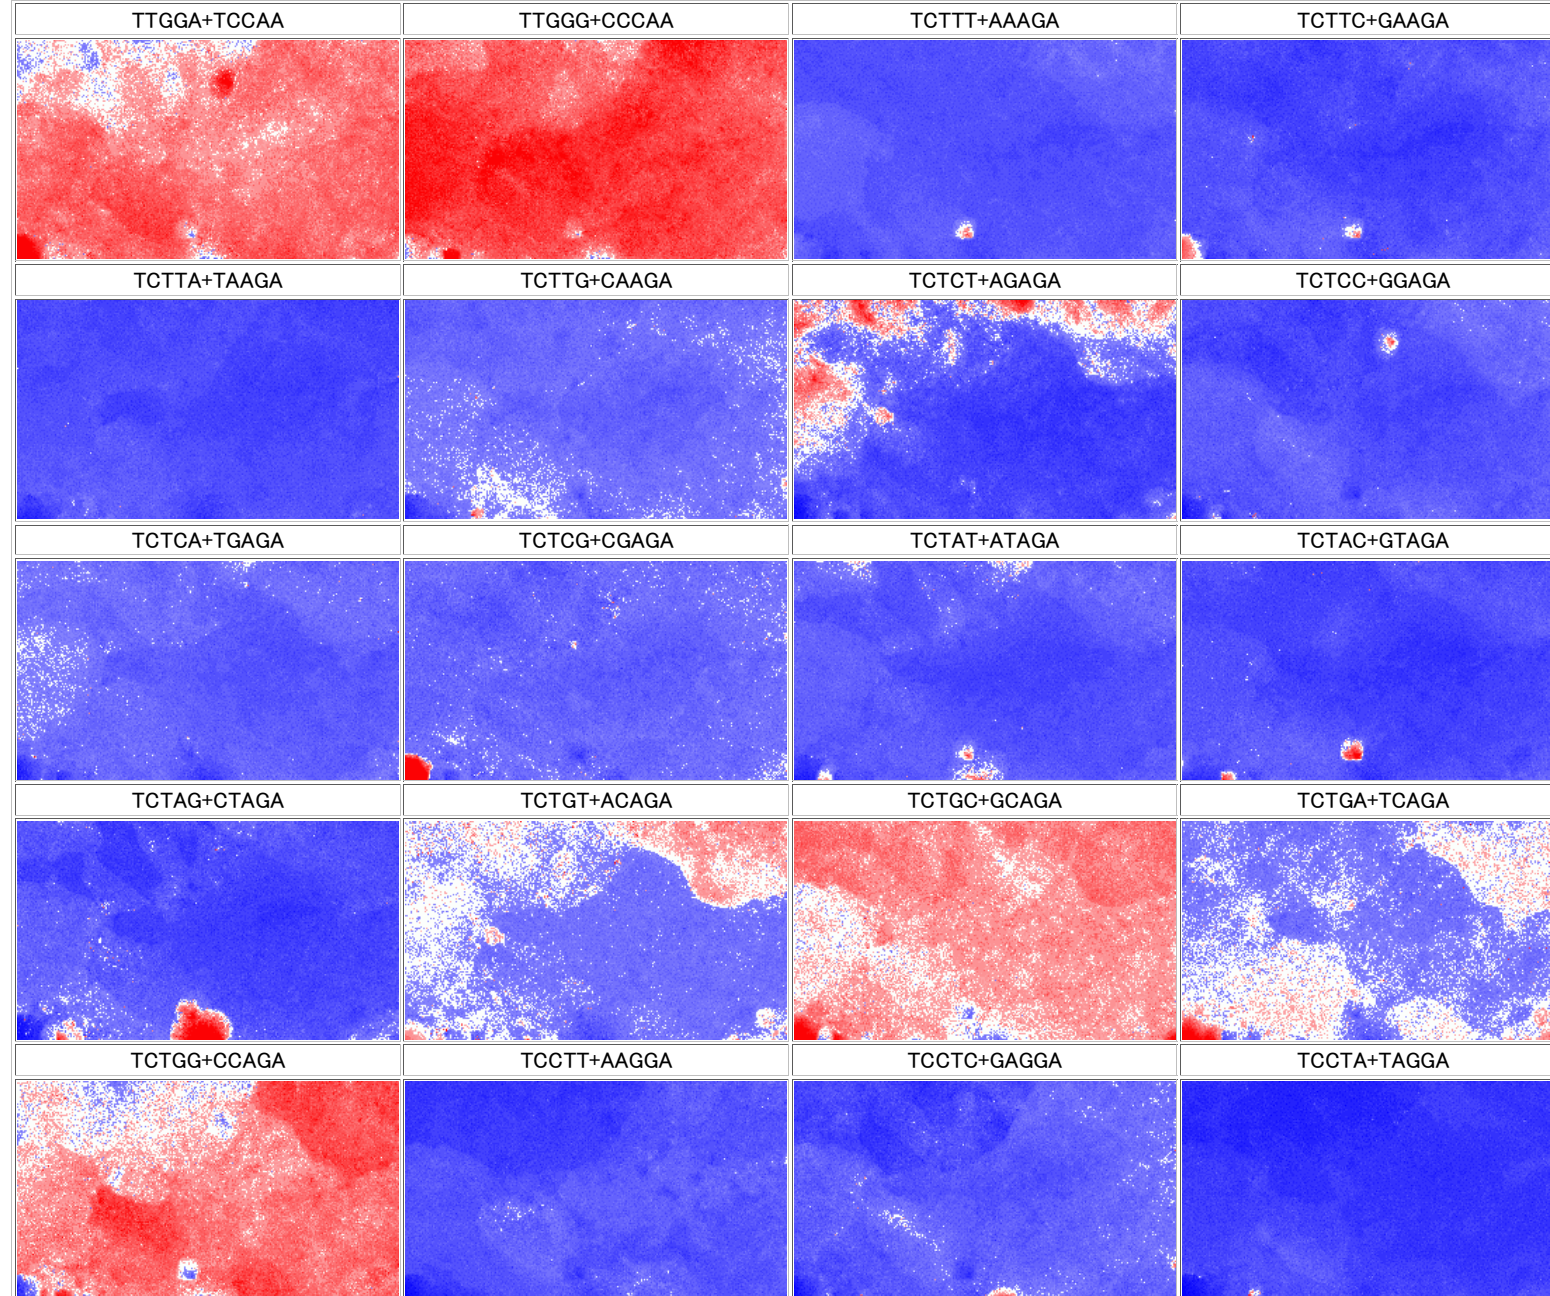 TTGGA+TCCAA TTGGG+CCCAA TCTTT+AAAGA TCTTC+GAAGA
TCTTA+TAAGA TCTTG+CAAGA TCTCT+AGAGA TCTCC+GGAGA
TCTCA+TGAGA TCTCG+CGAGA TCTAT+ATAGA TCTAC+GTAGA
TCTAG+CTAGA TCTGT+ACAGA TCTGC+GCAGA TCTGA+TCAGA
TCTGG+CCAGA TCCTT+AAGGA TCCTC+GAGGA TCCTA+TAGGA